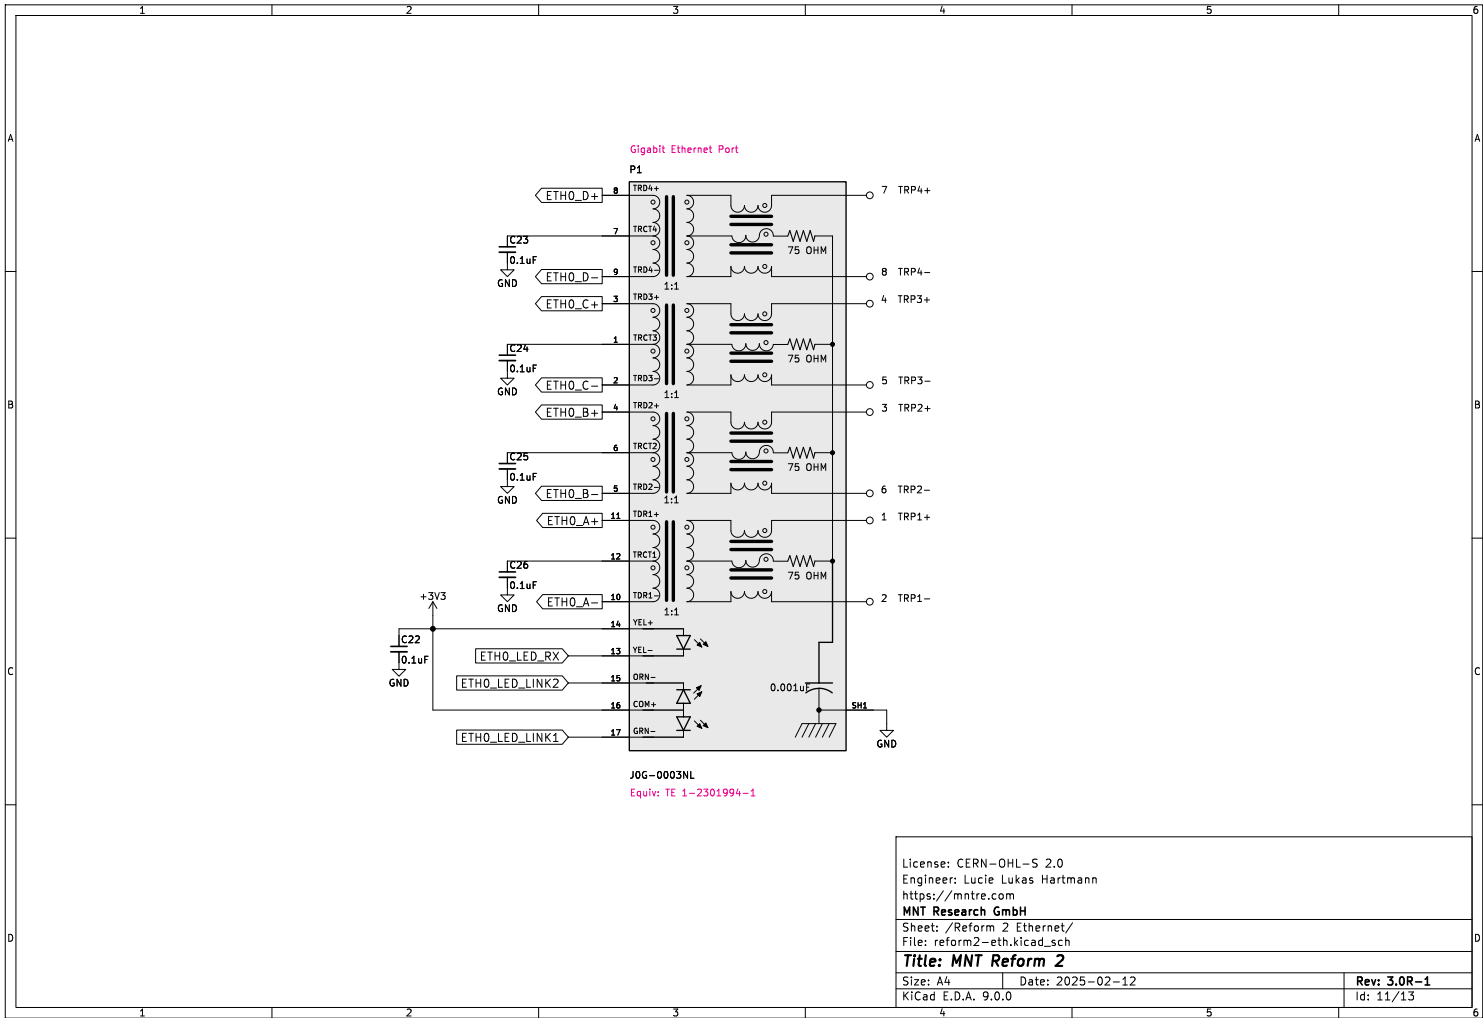 1 2 3 4 5 6
A A
B B
C C
D D
Gigabit Ethernet Port
P1
ETH0_D+ 8 TRD4+ 7 TRP4+
7 TRCT4
C23
0.1uF
GND
75 OHM
ETH0_D- 9 TRD4- 8 TRP4-
1:1
ETH0_C+ 3 TRD3+ 4 TRP3+
1 TRCT3
C24
0.1uF
GND
75 OHM
ETH0_C- 2 TRD3- 5 TRP3-
1:1
ETH0_B+ 4 TRD2+ 3 TRP2+
6 TRCT2
C25
0.1uF
GND
75 OHM
ETH0_B- 5 TRD2- 6 TRP2-
1:1
ETH0_A+ 11 TDR1+ 1 TRP1+
12 TRCT1
C26
0.1uF
GND
75 OHM
ETH0_A- 10 TDR1- 2 TRP1-
1:1
+3V3
14 YEL+
C22
0.1uF
GND
ETH0_LED_RX 13 YEL-
ETH0_LED_LINK2 15 ORN-
0.001uF
16 COM+
SH1
GND
ETH0_LED_LINK1 17 GRN-
J0G-0003NL
Equiv: TE 1-2301994-1
License: CERN-OHL-S 2.0
Engineer: Lucie Lukas Hartmann
https://mntre.com
MNT Research GmbH
Sheet: /Reform 2 Ethernet/
File: reform2-eth.kicad_sch
Title: MNT Reform 2
Size: A4 Date: 2025-02-12 Rev: 3.0R-1
KiCad E.D.A. 9.0.0 Id: 11/13
1 2 3 4 5 6